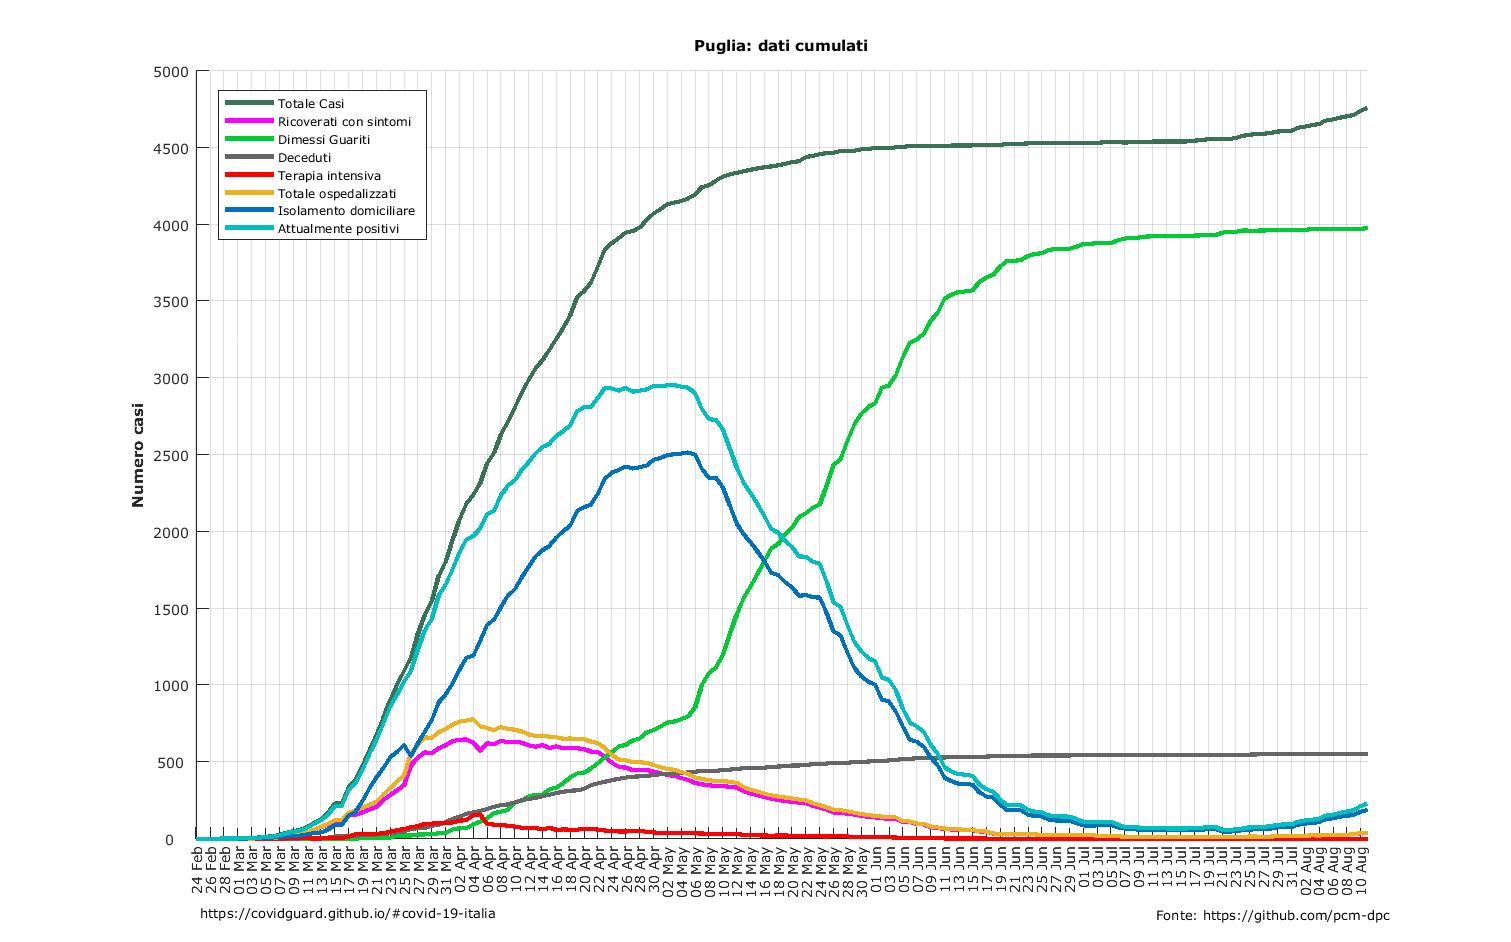 Puglia: dati cumulati
5000
4500
4000
3500
3000
2500
2000
1500
1000
500
0
Numero casi
Totale Casi
Ricoverati con sintomi
Dimessi Guariti
Deceduti
Terapia intensiva
Totale ospedalizzati
Isolamento domiciliare
Attualmente positivi
24 Feb
26 Feb
28 Feb
01 Mar
03 Mar
05 Mar
07 Mar
09 Mar
11 Mar
13 Mar
15 Mar
17 Mar
19 Mar
21 Mar
23 Mar
25 Mar
27 Mar
29 Mar
31 Mar
02 Apr
04 Apr
06 Apr
08 Apr
10 Apr
12 Apr
14 Apr
16 Apr
18 Apr
20 Apr
22 Apr
24 Apr
26 Apr
28 Apr
30 Apr
02 May
04 May
06 May
08 May
10 May
12 May
14 May
16 May
18 May
20 May
22 May
24 May
26 May
28 May
30 May
01 Jun
03 Jun
05 Jun
07 Jun
09 Jun
11 Jun
13 Jun
15 Jun
17 Jun
19 Jun
21 Jun
23 Jun
25 Jun
27 Jun
29 Jun
01 Jul
03 Jul
05 Jul
07 Jul
09 Jul
11 Jul
13 Jul
15 Jul
17 Jul
19 Jul
21 Jul
23 Jul
25 Jul
27 Jul
29 Jul
31 Jul
02 Aug
04 Aug
06 Aug
08 Aug
10 Aug
https://covidguard.github.io/#covid-19-italia
Fonte: https://github.com/pcm-dpc